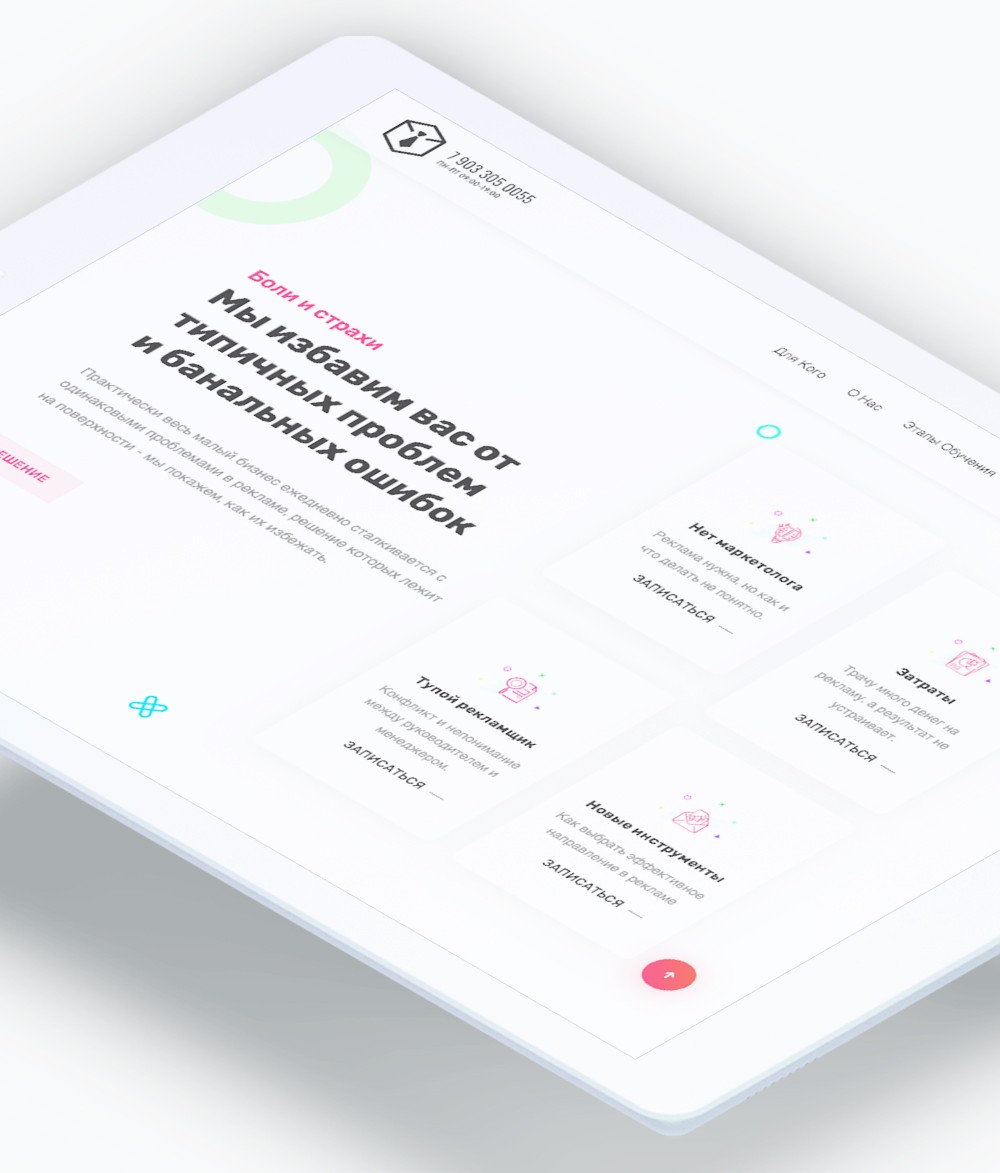 7 903 305 0055
ПН-ПТ 09:00-19:00
Для Кого
О Нас
Этапы Обучения
Боли и страхи
Мы избавим вас от
типичных проблем
и банальных ошибок
Практически весь малый бизнес ежедневно сталкивается с
одинаковыми проблемами в рекламе, решение которых лежит
на поверхности - мы покажем, как их избежать.
Нет маркетолога
Реклама нужна, но как и
что делать не понятно.
ЗАПИСАТЬСЯ —
Затраты
Трачу много денег на
рекламу, а результат не
устраивает.
ЗАПИСАТЬСЯ —
Тупой рекламщик
Конфликт и непонимание
между руководителем и
менеджером.
ЗАПИСАТЬСЯ —
Новые инструменты
Как выбрать эффективное
направление в рекламе
ЗАПИСАТЬСЯ —